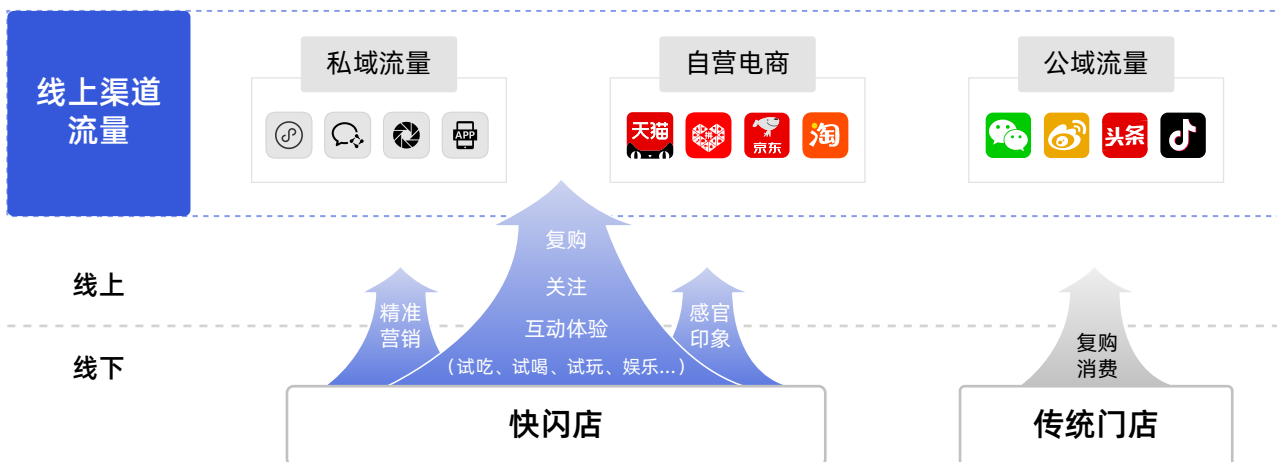 线上渠道
流量
私域流量
自营电商
公域流量
APP
天猫
拼
京东
淘
头条
复购
关注
互动体验
（试吃、试喝、试玩、娱乐...）
精准
营销
感官
印象
线上
线下
复购
消费
快闪店
传统门店